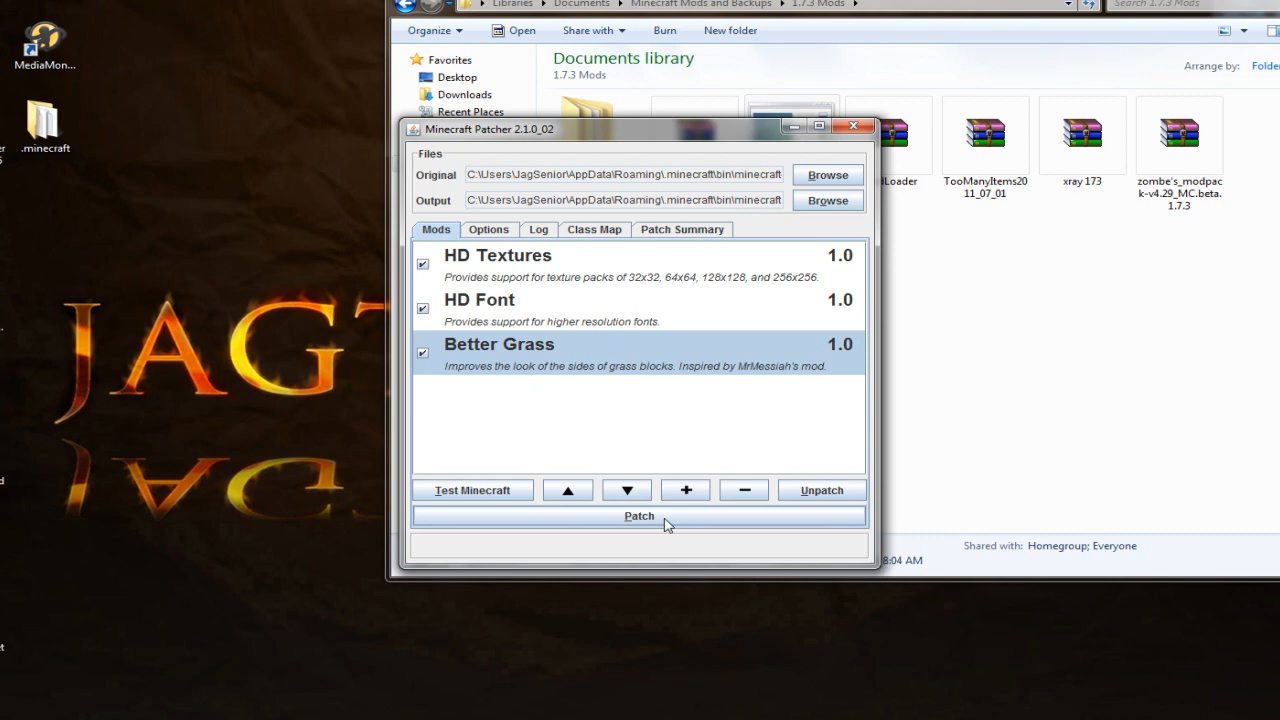 MediaMon...
.minecraft
JAGT
Libraries Documents Minecraft Mods and Backups 1.7.3 Mods
Search 1.7.3 Mods
Organize Open Share with Burn New folder
Favorites
Desktop
Downloads
Recent Places
Documents library
1.7.3 Mods
Arrange by: Folder
dLoader
TooManyItems20
11_07_01
xray 173
zombe's_modpac
k-v4.29_MC.beta.
1.7.3
Minecraft Patcher 2.1.0_02
Files
Original C:\Users\JagSenior\AppData\Roaming\.minecraft\bin\minecraft Browse
Output C:\Users\JagSenior\AppData\Roaming\.minecraft\bin\minecraft Browse
Mods Options Log Class Map Patch Summary
HD Textures 1.0
Provides support for texture packs of 32x32, 64x64, 128x128, and 256x256.
HD Font 1.0
Provides support for higher resolution fonts.
Better Grass 1.0
Improves the look of the sides of grass blocks. Inspired by MrMessiah's mod.
Test Minecraft + − Unpatch
Patch
Shared with: Homegroup; Everyone
8:04 AM